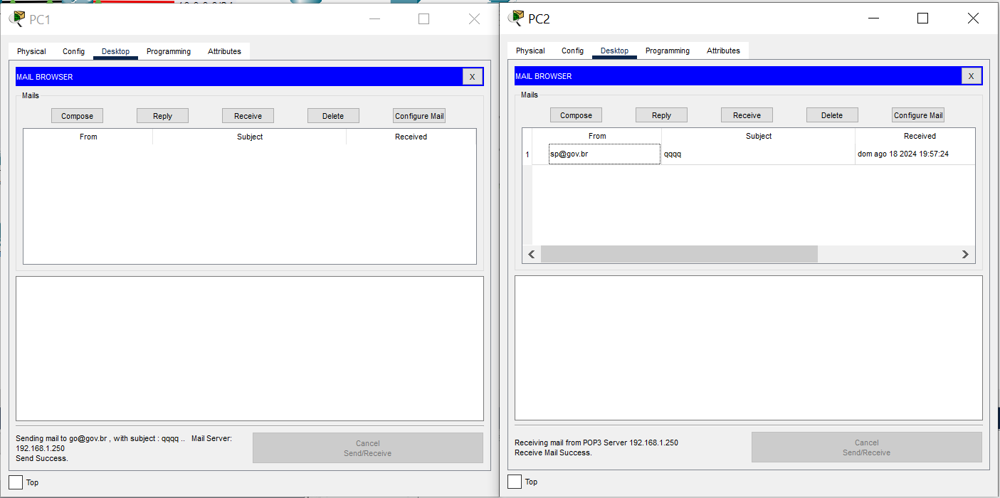 PC1
Physical Config Desktop Programming Attributes
MAIL BROWSER X
Mails
Compose Reply Receive Delete Configure Mail
From Subject Received
Sending mail to go@gov.br , with subject : qqqq .. Mail Server:
192.168.1.250
Send Success.
Cancel
Send/Receive
Top
PC2
Physical Config Desktop Programming Attributes
MAIL BROWSER X
Mails
Compose Reply Receive Delete Configure Mail
From Subject Received
1 sp@gov.br qqqq dom ago 18 2024 19:57:24
Receiving mail from POP3 Server 192.168.1.250
Receive Mail Success.
Cancel
Send/Receive
Top